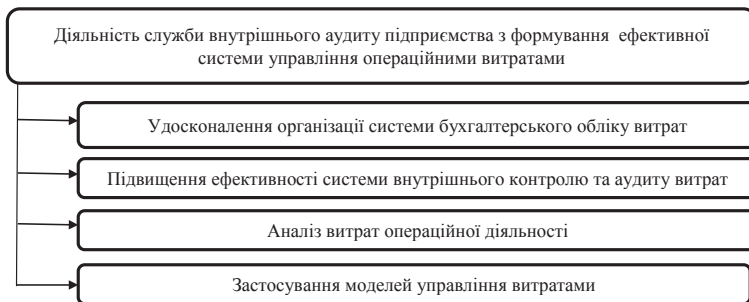 Діяльність служби внутрішнього аудиту підприємства з формування ефективної
системи управління операційними витратами
Удосконалення організації системи бухгалтерського обліку витрат
Підвищення ефективності системи внутрішнього контролю та аудиту витрат
Аналіз витрат операційної діяльності
Застосування моделей управління витратами